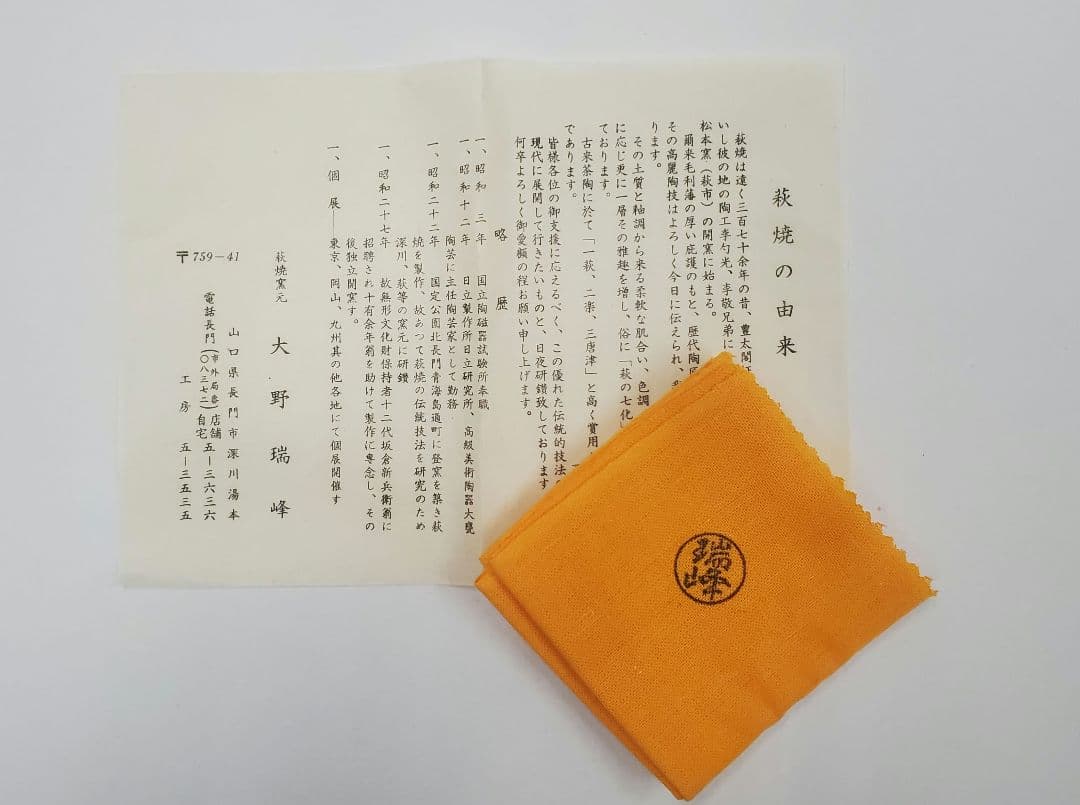 萩焼の由来
萩焼は遠く三百七十余年の昔、豊太閤
いし彼の地の陶工李勺光、李敬兄弟に
松本窯(萩市)の開窯に始まる。
爾来毛利藩の厚い庇護のもと、歴代陶
その高麗陶技はよろしく今日に伝えられ、
ります。
その土質と釉調から来る柔軟な肌合い、色調
に応じ更に一層その雅趣を増し、俗に「萩の七化
ております。
古来茶陶に於て「一萩、二楽、三唐津」と高く賞用
であります。
皆様各位の御支援に応えるべく、この優れた伝統的技法
現代に展開して行きたいものと、日夜研鑽致しております
何卒よろしく御愛顧の程お願い申し上げます。
略歴
一、昭和三年 国立陶磁器試験所奉職
一、昭和十二年 日立製作所日立研究所、高級美術陶器大甕
陶芸に主任陶芸家として勤務
一、昭和二十二年 国定公園北長門青海島通町に登窯を築き萩
焼を製作、故あつて萩焼の伝統技法を研究のため
深川、萩等の窯元に研鑽
一、昭和二十七年 故無形文化財保持者十二代坂倉新兵衛翁に
招聘され十有余年翁を助けて製作に専念し、その
後独立開窯す。
一、個展―東京、岡山、九州其の他各地にて個展開催す
萩焼窯元 大野瑞峰
〒759-41 山口県長門市深川湯本
電話長門(市外局番〇八三七二)店舗 五―三六三六
自宅
工房 五―三五三五
瑞峰